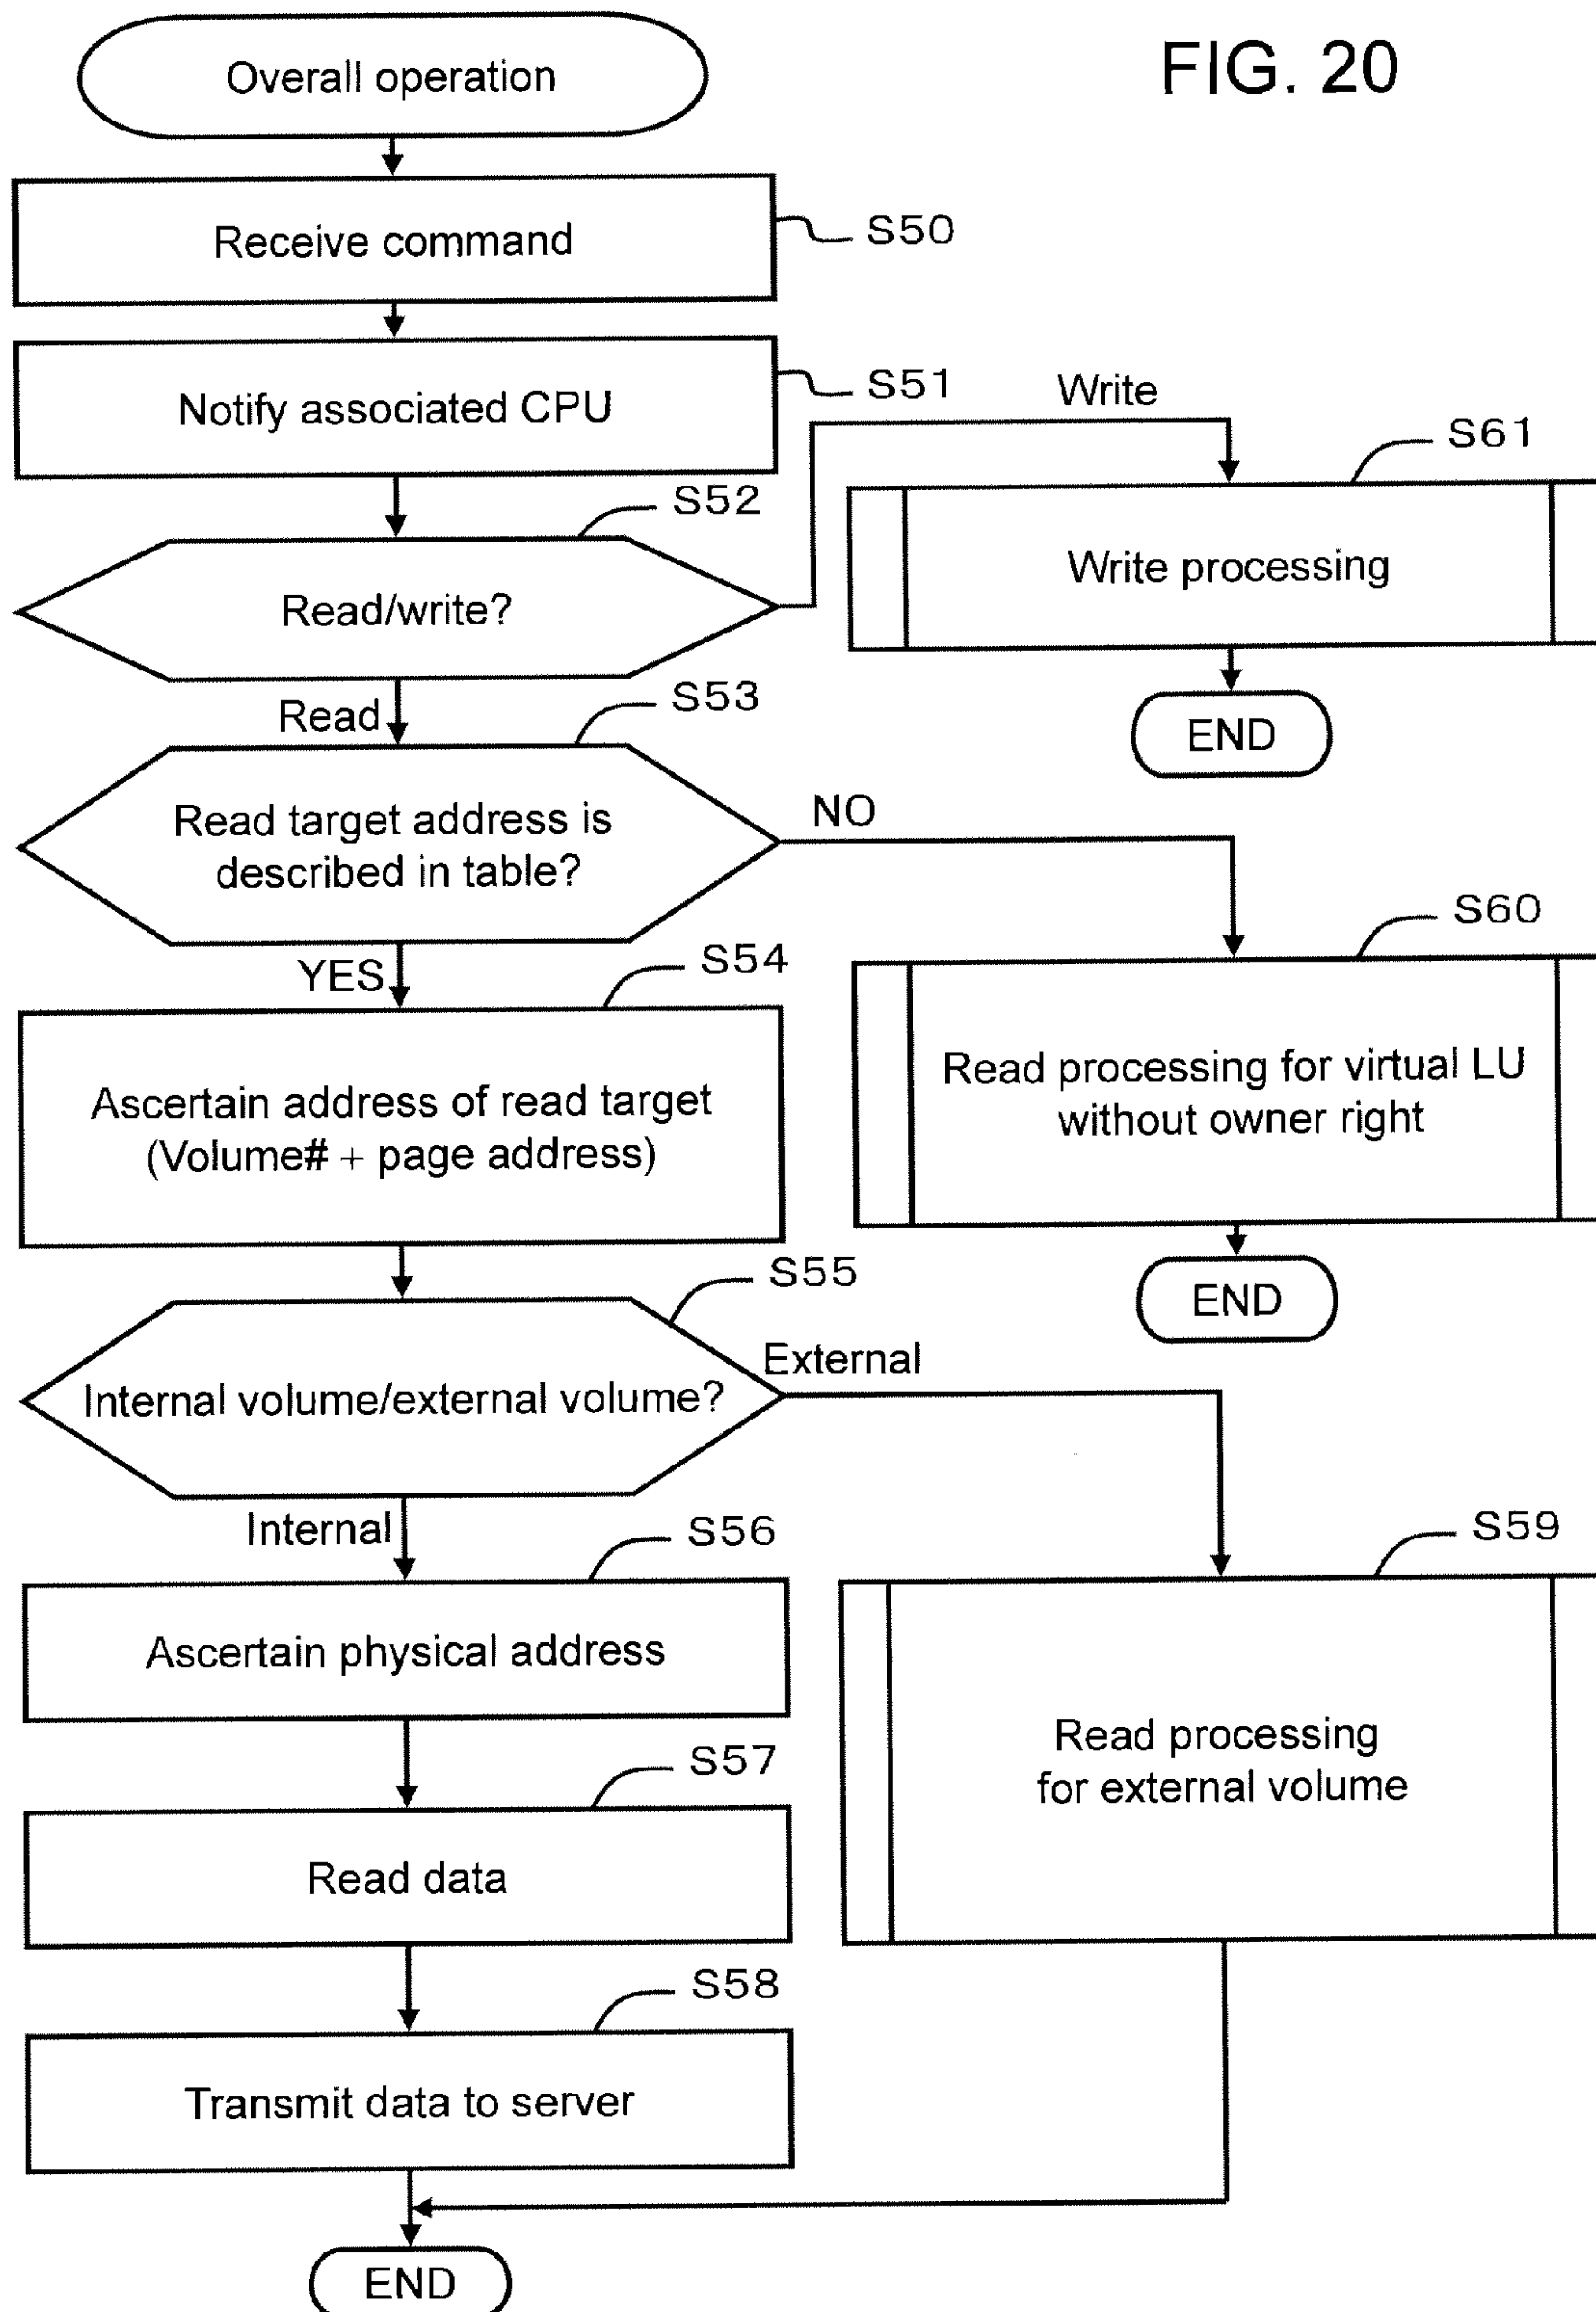 FIG. 20
Overall operation
Receive command
S50
Notify associated CPU
S51
Write
S61
S52
Read/write?
Write processing
Read
S53
END
Read target address is
described in table?
NO
S60
YES
S54
Read processing for virtual LU
without owner right
Ascertain address of read target
(Volume# + page address)
S55
END
External
Internal volume/external volume?
Internal
S56
S59
Ascertain physical address
Read processing
for external volume
S57
Read data
S58
Transmit data to server
END